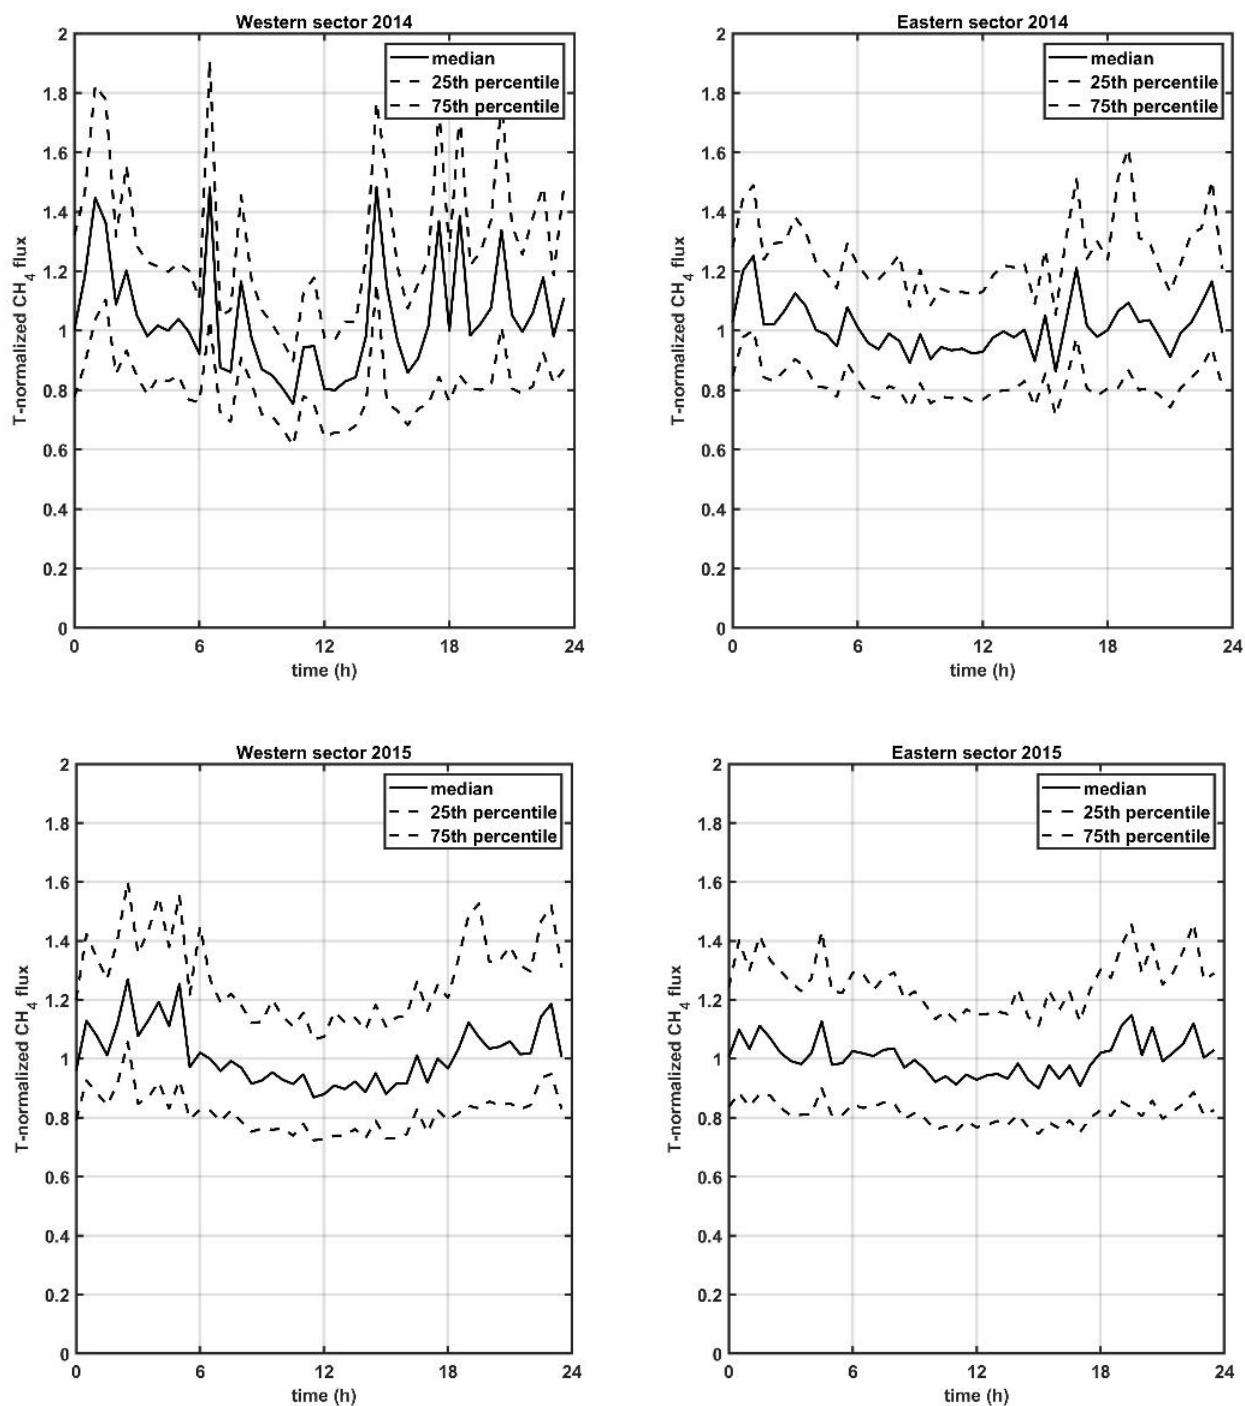 Western sector 2014
median
25th percentile
75th percentile
2
1.8
1.6
1.4
1.2
1
0.8
0.6
0.4
0.2
0
T-normalized CH4 flux
0 6 12 18 24
time (h)
Eastern sector 2014
median
25th percentile
75th percentile
2
1.8
1.6
1.4
1.2
1
0.8
0.6
0.4
0.2
0
T-normalized CH4 flux
0 6 12 18 24
time (h)
Western sector 2015
median
25th percentile
75th percentile
2
1.8
1.6
1.4
1.2
1
0.8
0.6
0.4
0.2
0
T-normalized CH4 flux
0 6 12 18 24
time (h)
Eastern sector 2015
median
25th percentile
75th percentile
2
1.8
1.6
1.4
1.2
1
0.8
0.6
0.4
0.2
0
T-normalized CH4 flux
0 6 12 18 24
time (h)